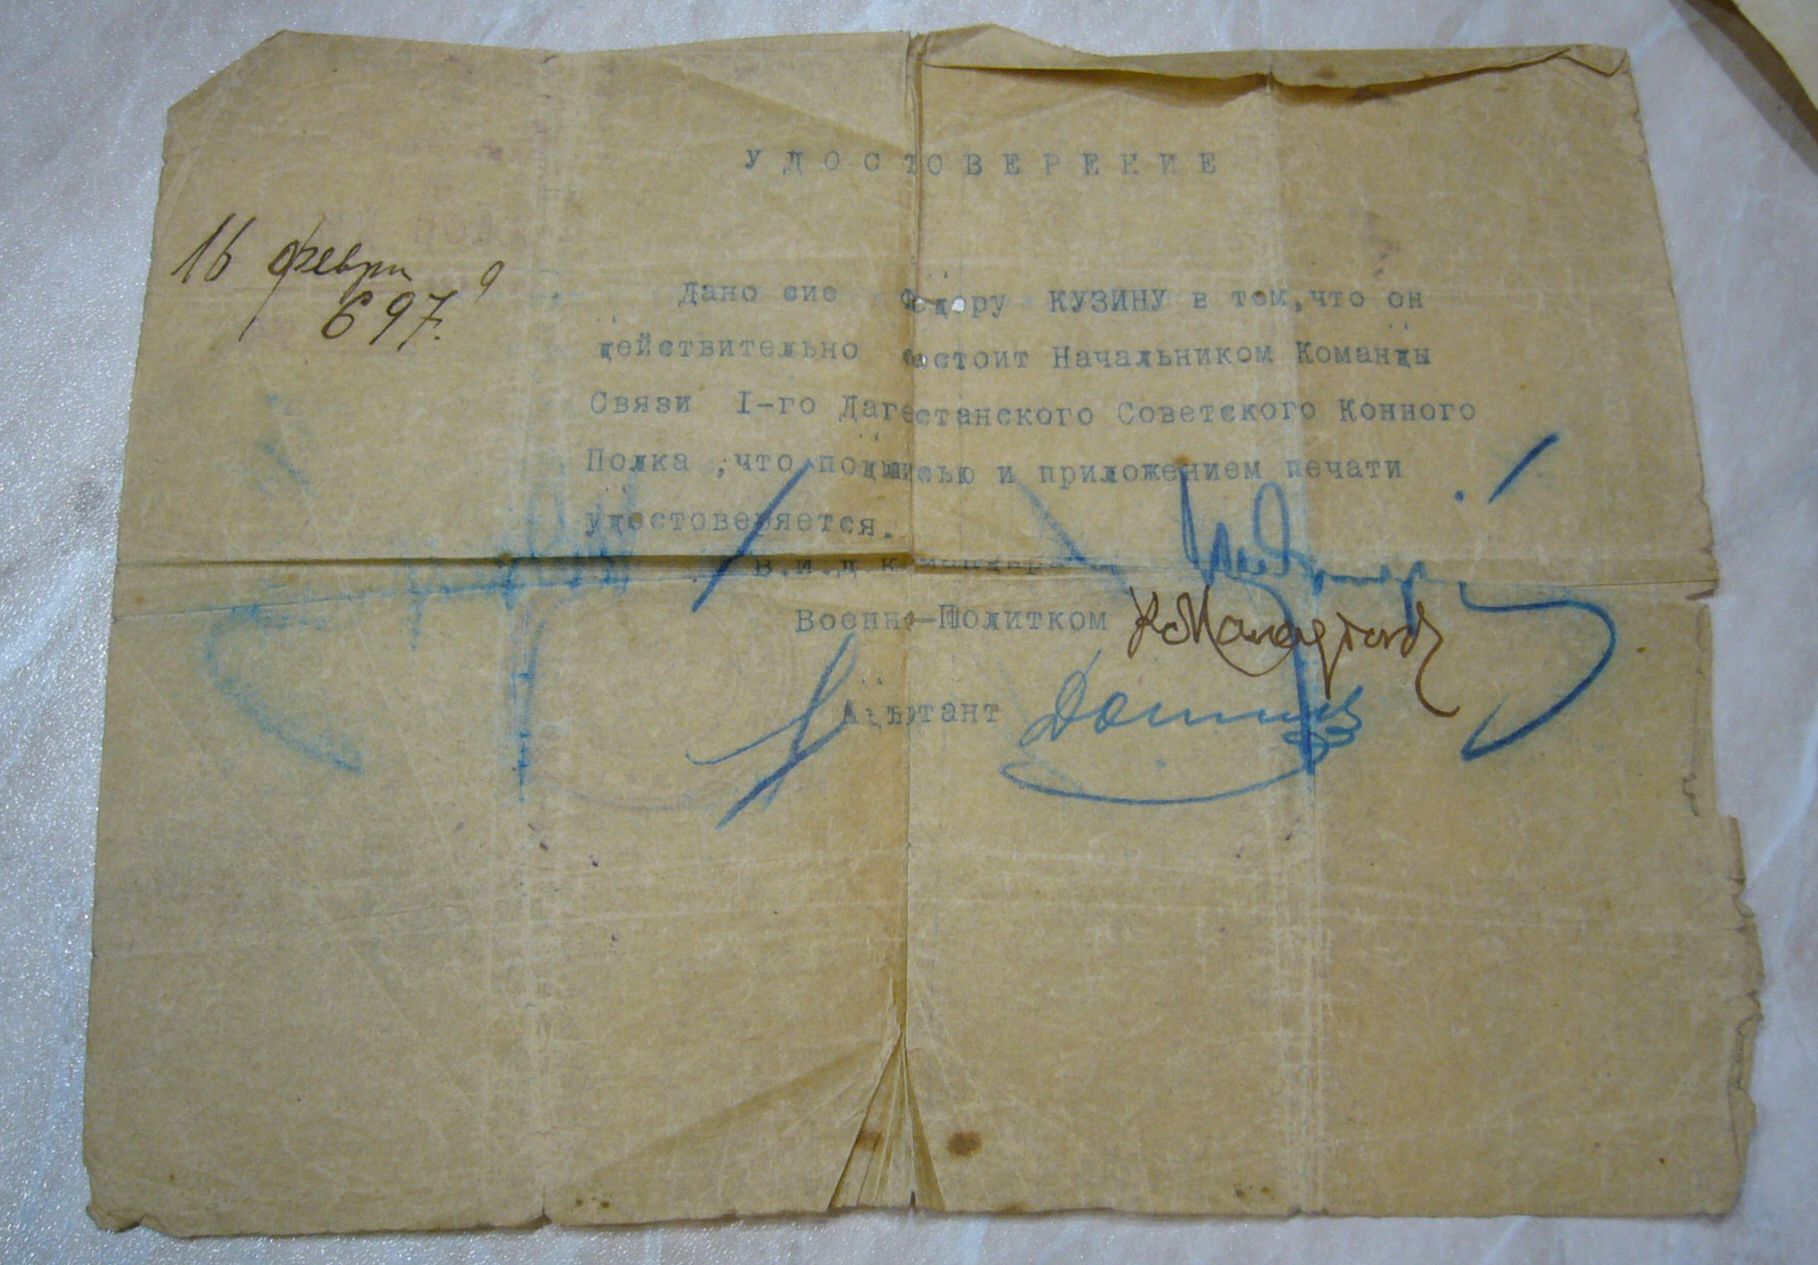 УДОСТОВЕРЕНИЕ
16 февр
697.
Дано сие Федору КУЗИНУ в том,что он
действительно состоит Начальником Команды
Связи I-го Дагестанского Советского Конного
Полка ,что подписью и приложением печати
удостоверяется.
В.и.д.командира
Военно-Политком
Адъютант